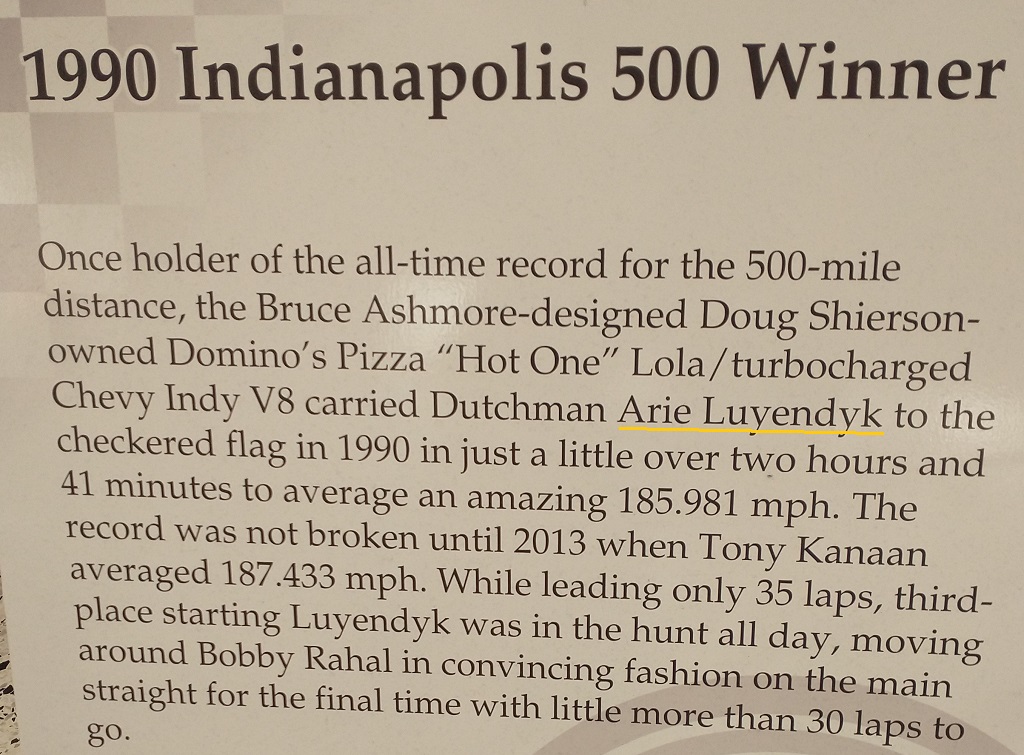 1990 Indianapolis 500 Winner
Once holder of the all-time record for the 500-mile
distance, the Bruce Ashmore-designed Doug Shierson-
owned Domino's Pizza "Hot One" Lola/turbocharged
Chevy Indy V8 carried Dutchman Arie Luyendyk to the
checkered flag in 1990 in just a little over two hours and
41 minutes to average an amazing 185.981 mph. The
record was not broken until 2013 when Tony Kanaan
averaged 187.433 mph. While leading only 35 laps, third-
place starting Luyendyk was in the hunt all day, moving
around Bobby Rahal in convincing fashion on the main
straight for the final time with little more than 30 laps to
go.